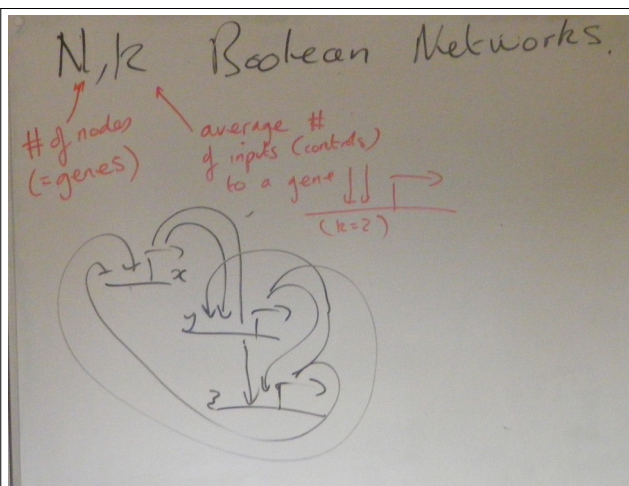 N,k Boolean Networks.
# of nodes
(=genes)
average #
of inputs (controls)
to a gene
(k=2)
x
y
z